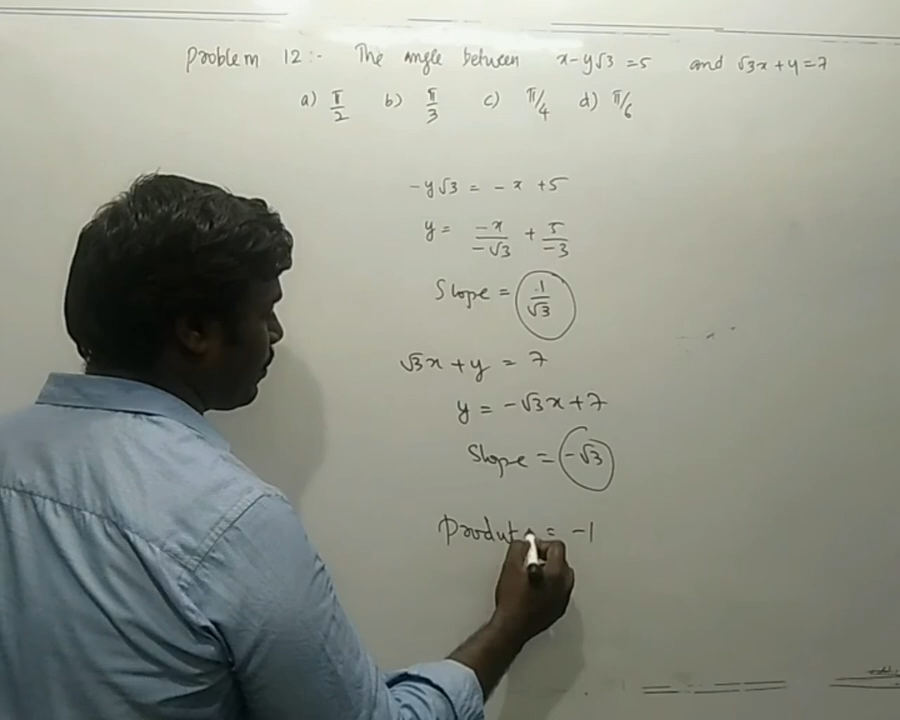 Problem 12:- The angle between x-y√3 =5 and √3x+y=7
a) π/2 b) π/3 c) π/4 d) π/6
-y√3 = -x +5
y = -x/-√3 + 5/-3
Slope = 1/√3
√3x+y = 7
y = -√3x+7
Slope = -√3
Produt = -1